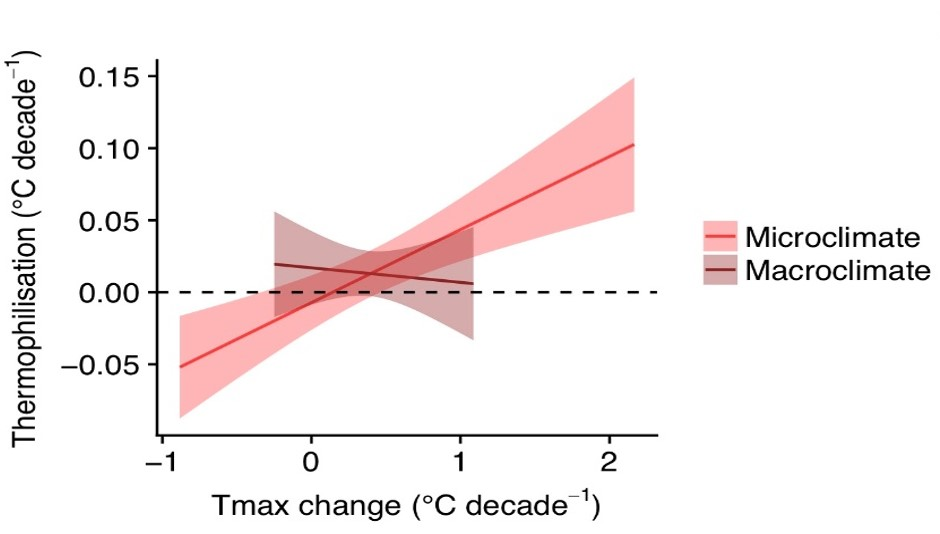 Thermophilisation (°C decade⁻¹)
0.15
0.10
0.05
0.00
−0.05
−1 0 1 2
Tmax change (°C decade⁻¹)
Microclimate
Macroclimate